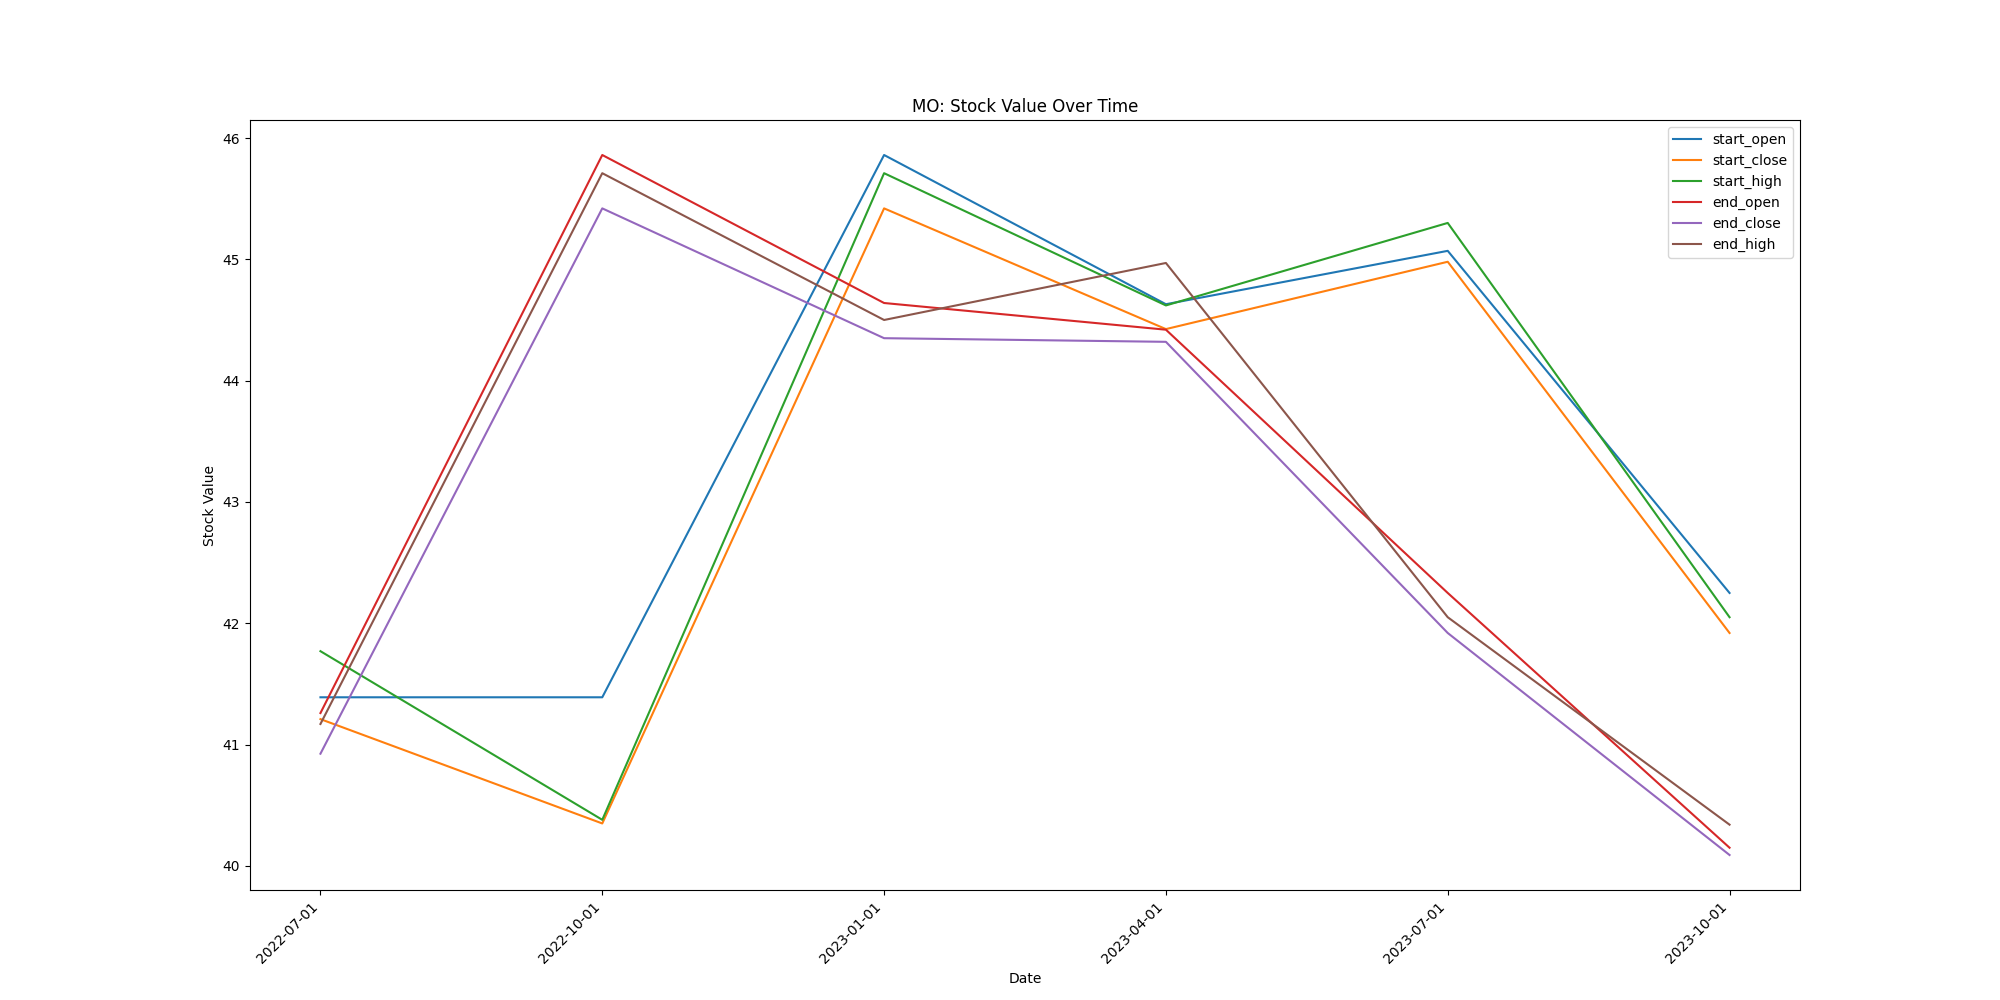 MO: Stock Value Over Time
46
45
44
43
42
41
40
Stock Value
start_open
start_close
start_high
end_open
end_close
end_high
2022-07-01
2022-10-01
2023-01-01
2023-04-01
2023-07-01
2023-10-01
Date